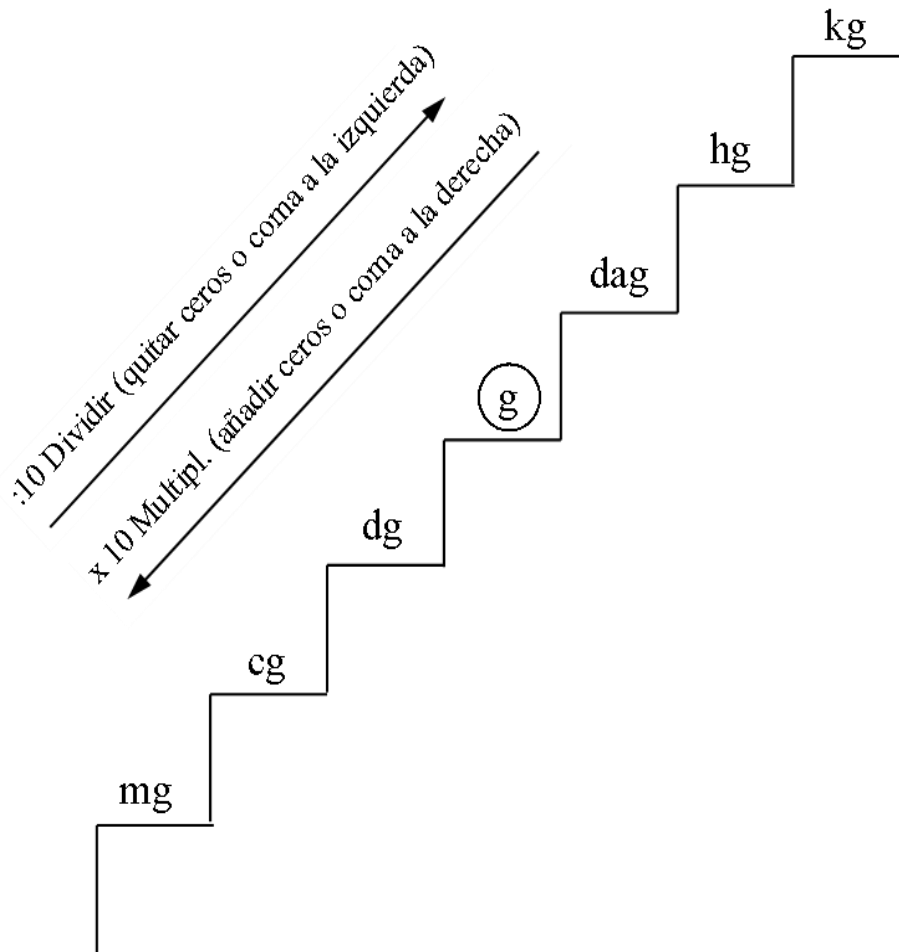 kg
hg
dag
g
dg
cg
mg
:10 Dividir (quitar ceros o coma a la izquierda)
x 10 Multipl. (añadir ceros o coma a la derecha)